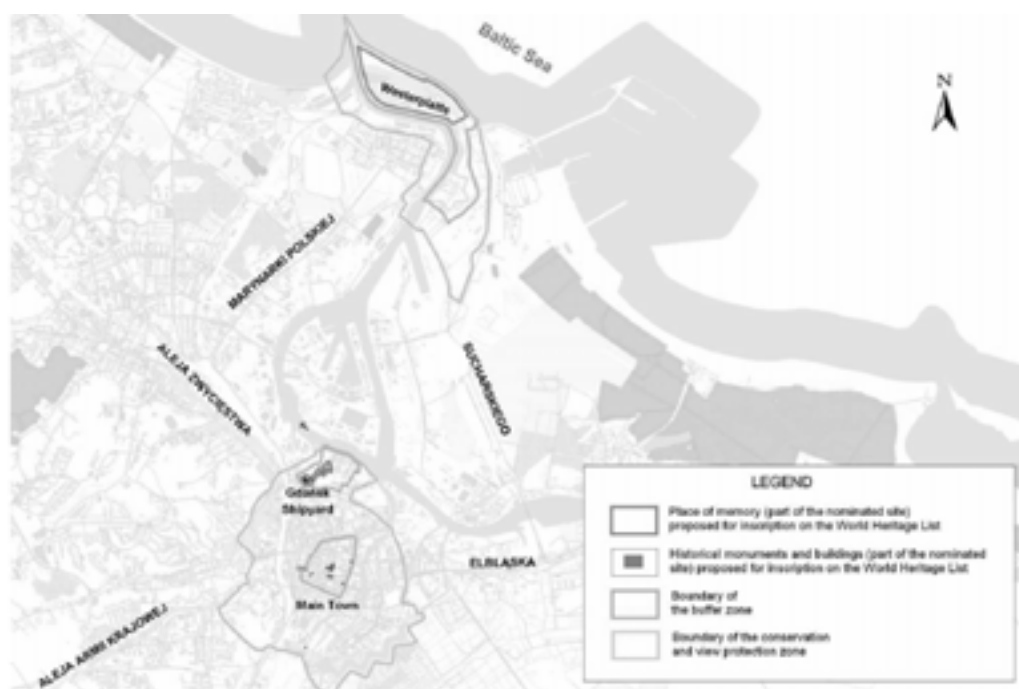 Baltic Sea
N
Westerplatte
MARYNARKI POLSKIEJ
ALEJA ZWYCIĘSTWA
SUCHARSKIEGO
Gdańsk
Shipyard
ELBLĄSKA
Main Town
ALEJA ARMII KRAJOWEJ
LEGEND
Place of memory (part of the nominated site)
proposed for inscription on the World Heritage List
Historical monuments and buildings (part of the nominated
site) proposed for inscription on the World Heritage List
Boundary of
the buffer zone
Boundary of the conservation
and view protection zone